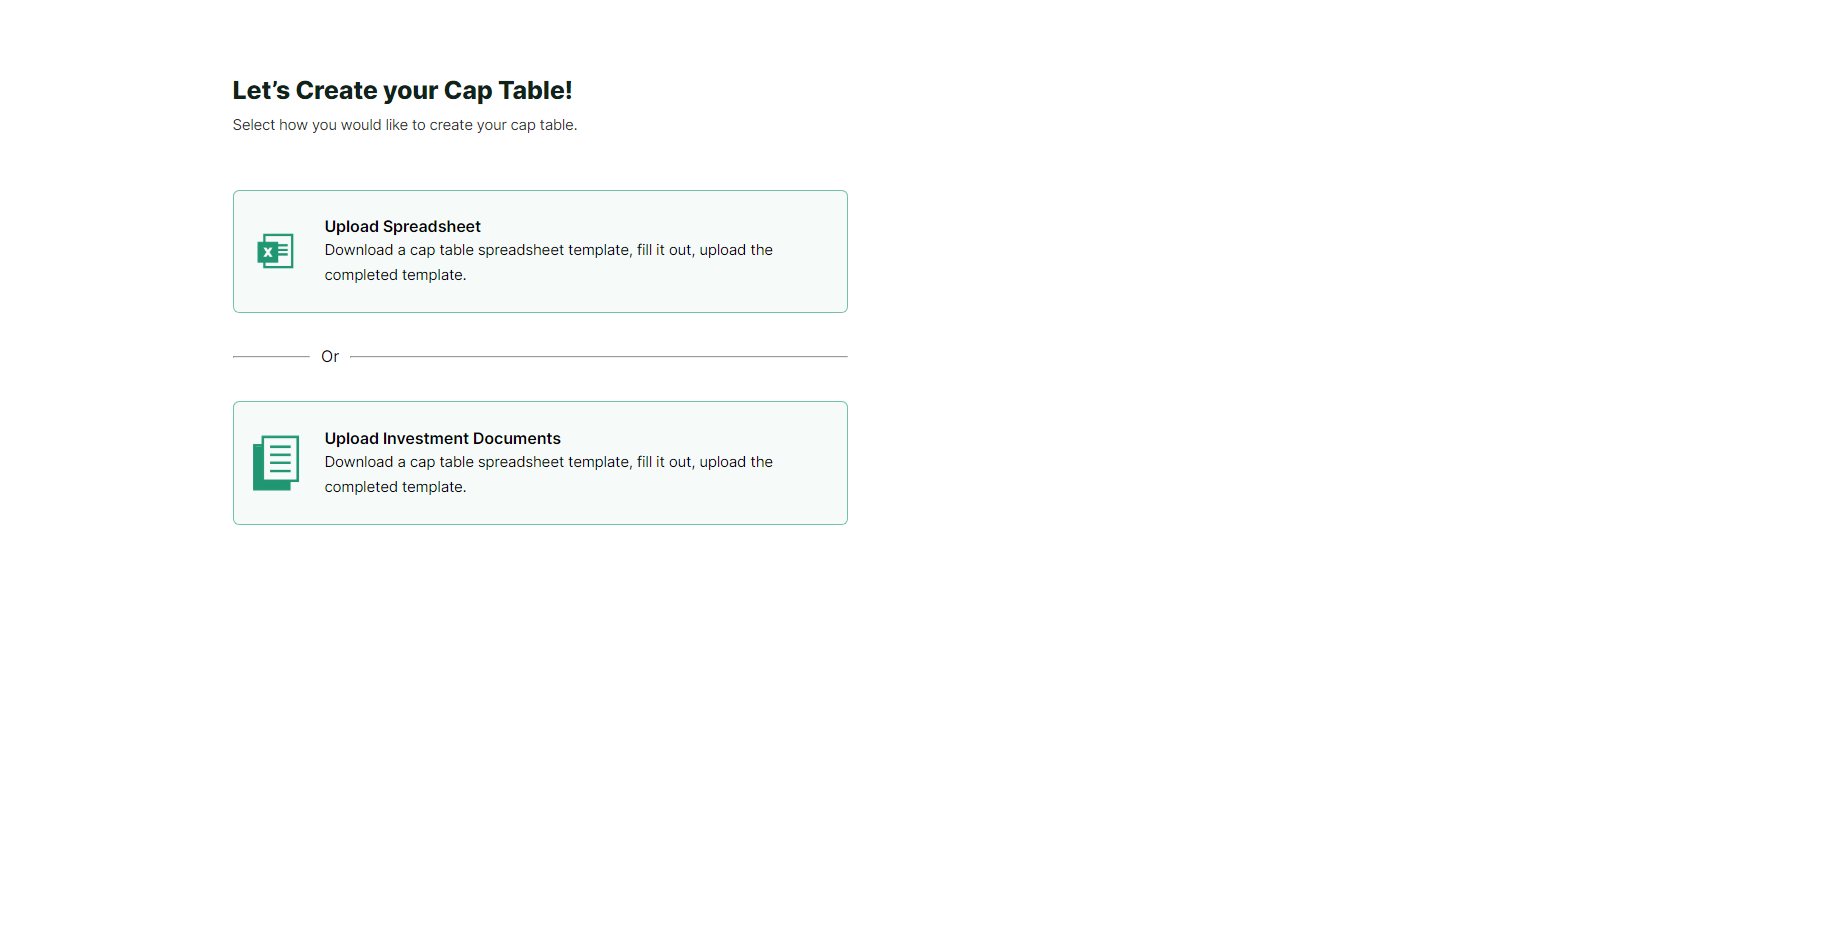 Let’s Create your Cap Table!
Select how you would like to create your cap table.
Upload Spreadsheet
Download a cap table spreadsheet template, fill it out, upload the
completed template.
Or
Upload Investment Documents
Download a cap table spreadsheet template, fill it out, upload the
completed template.